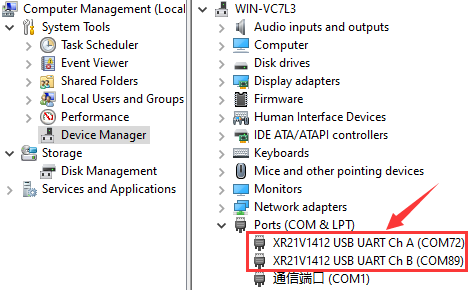 Computer Management (Local
System Tools
Task Scheduler
Event Viewer
Shared Folders
Local Users and Groups
Performance
Device Manager
Storage
Disk Management
Services and Applications
WIN-VC7L3
Audio inputs and outputs
Computer
Disk drives
Display adapters
Firmware
Human Interface Devices
IDE ATA/ATAPI controllers
Keyboards
Mice and other pointing devices
Monitors
Network adapters
Ports (COM & LPT)
XR21V1412 USB UART Ch A (COM72)
XR21V1412 USB UART Ch B (COM89)
通信端口 (COM1)